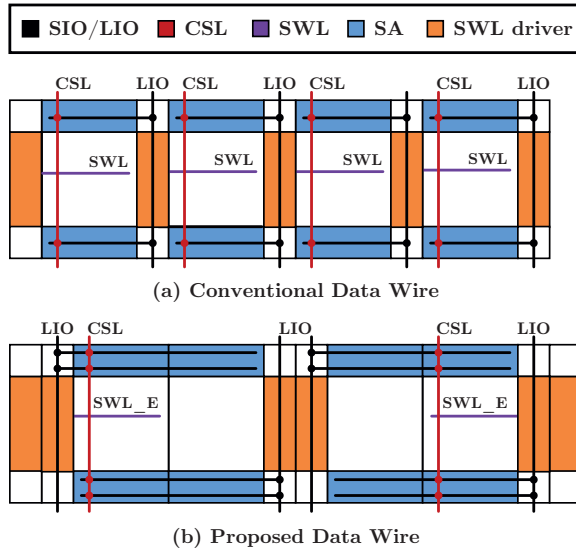 SIO/LIO CSL SWL SA SWL driver
CSL LIO CSL LIO CSL CSL LIO
SWL SWL SWL SWL
(a) Conventional Data Wire
LIO CSL LIO CSL LIO
SWL_E SWL_E
(b) Proposed Data Wire